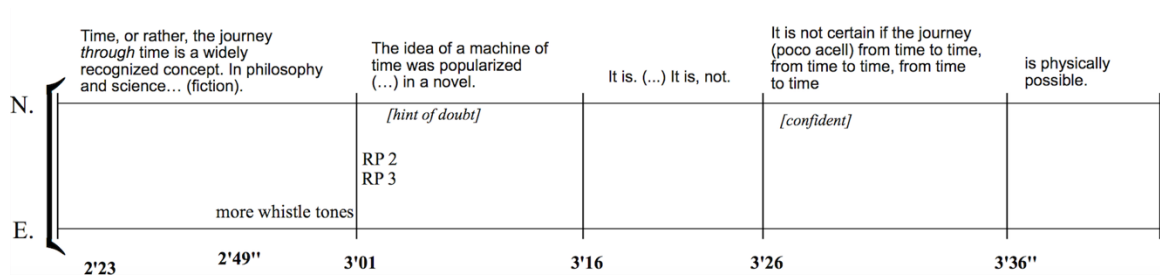 Time, or rather, the journey
through time is a widely
recognized concept. In philosophy
and science… (fiction).
The idea of a machine of
time was popularized
(...) in a novel.
It is. (...) It is, not.
It is not certain if the journey
(poco acell) from time to time,
from time to time, from time
to time
is physically
possible.
N.
[hint of doubt]
[confident]
RP 2
RP 3
more whistle tones
E.
2'23
2'49"
3'01
3'16
3'26
3'36"